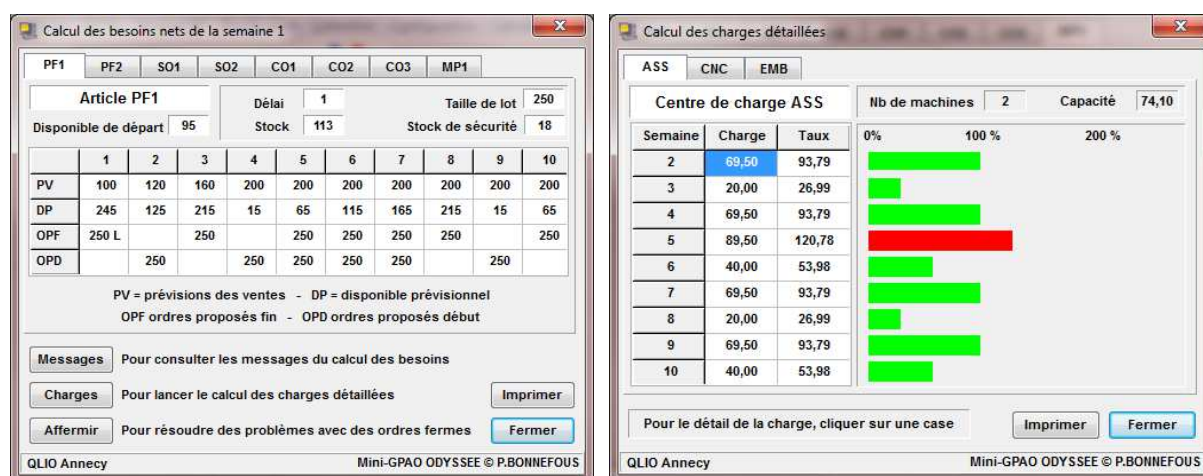 Calcul des besoins nets de la semaine 1
PF1 PF2 SO1 SO2 CO1 CO2 CO3 MP1
Article PF1 Délai 1 Taille de lot 250
Disponible de départ 95 Stock 113 Stock de sécurité 18
1 2 3 4 5 6 7 8 9 10
PV 100 120 160 200 200 200 200 200 200 200
DP 245 125 215 15 65 115 165 215 15 65
OPF 250 L 250 250 250 250 250 250
OPD 250 250 250 250 250 250
PV = prévisions des ventes - DP = disponible prévisionnel
OPF ordres proposés fin - OPD ordres proposés début
Messages Pour consulter les messages du calcul des besoins
Charges Pour lancer le calcul des charges détaillées Imprimer
Affermir Pour résoudre des problèmes avec des ordres fermes Fermer
QLIO Annecy Mini-GPAO ODYSSEE © P.BONNEFOUS
Calcul des charges détaillées
ASS CNC EMB
Centre de charge ASS Nb de machines 2 Capacité 74,10
Semaine Charge Taux 0% 100 % 200 %
2 69,50 93,79
3 20,00 26,99
4 69,50 93,79
5 89,50 120,78
6 40,00 53,98
7 69,50 93,79
8 20,00 26,99
9 69,50 93,79
10 40,00 53,98
Pour le détail de la charge, cliquer sur une case Imprimer Fermer
QLIO Annecy Mini-GPAO ODYSSEE © P.BONNEFOUS